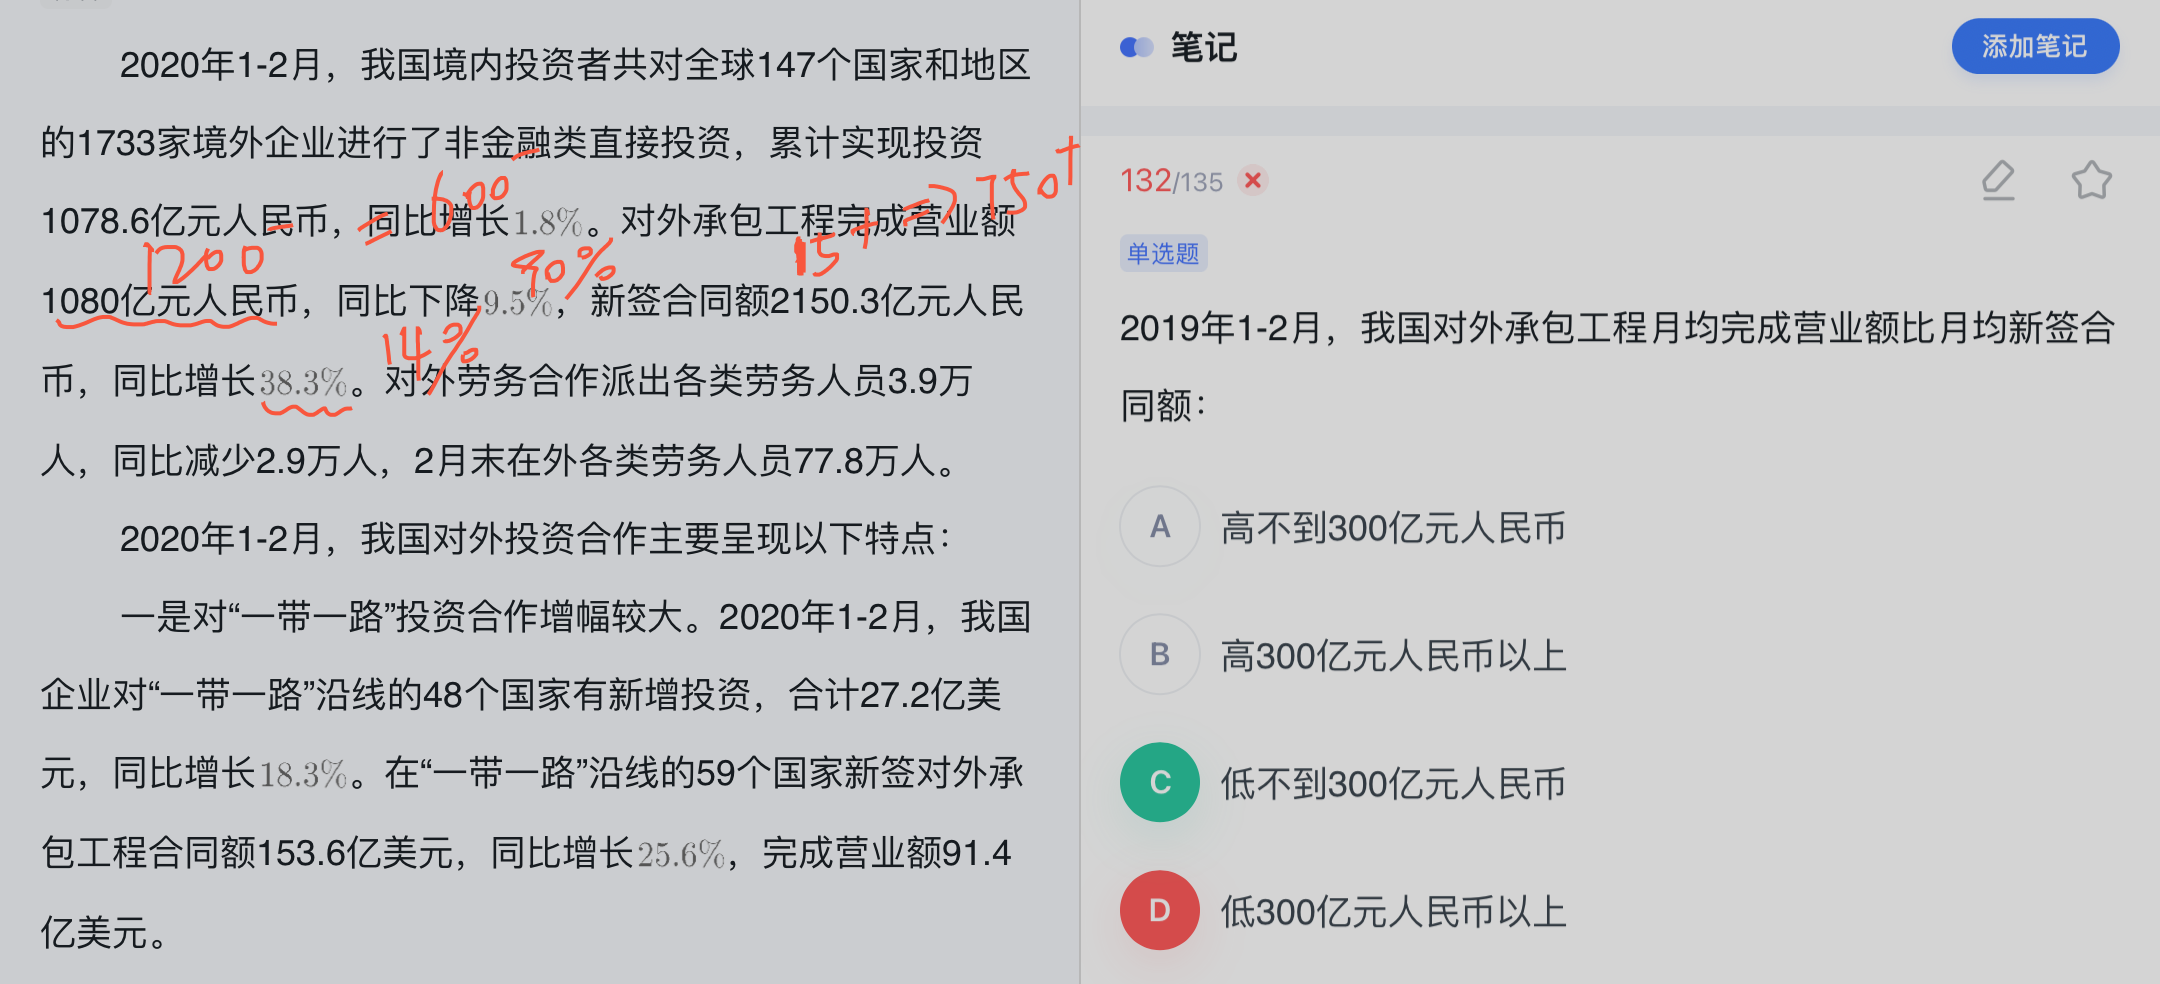 2020年1-2月，我国境内投资者共对全球147个国家和地区
的1733家境外企业进行了非金融类直接投资，累计实现投资
1078.6亿元人民币，同比增长1.8%。对外承包工程完成营业额
1080亿元人民币，同比下降9.5%，新签合同额2150.3亿元人民
币，同比增长38.3%。对外劳务合作派出各类劳务人员3.9万
人，同比减少2.9万人，2月末在外各类劳务人员77.8万人。
2020年1-2月，我国对外投资合作主要呈现以下特点：
一是对“一带一路”投资合作增幅较大。2020年1-2月，我国
企业对“一带一路”沿线的48个国家有新增投资，合计27.2亿美
元，同比增长18.3%。在“一带一路”沿线的59个国家新签对外承
包工程合同额153.6亿美元，同比增长25.6%，完成营业额91.4
亿美元。
1200⁻ = 600⁻
90%
15⁺ => 750⁺
14%
笔记
添加笔记
132/135
单选题
2019年1-2月，我国对外承包工程月均完成营业额比月均新签合
同额：
A 高不到300亿元人民币
B 高300亿元人民币以上
C 低不到300亿元人民币
D 低300亿元人民币以上